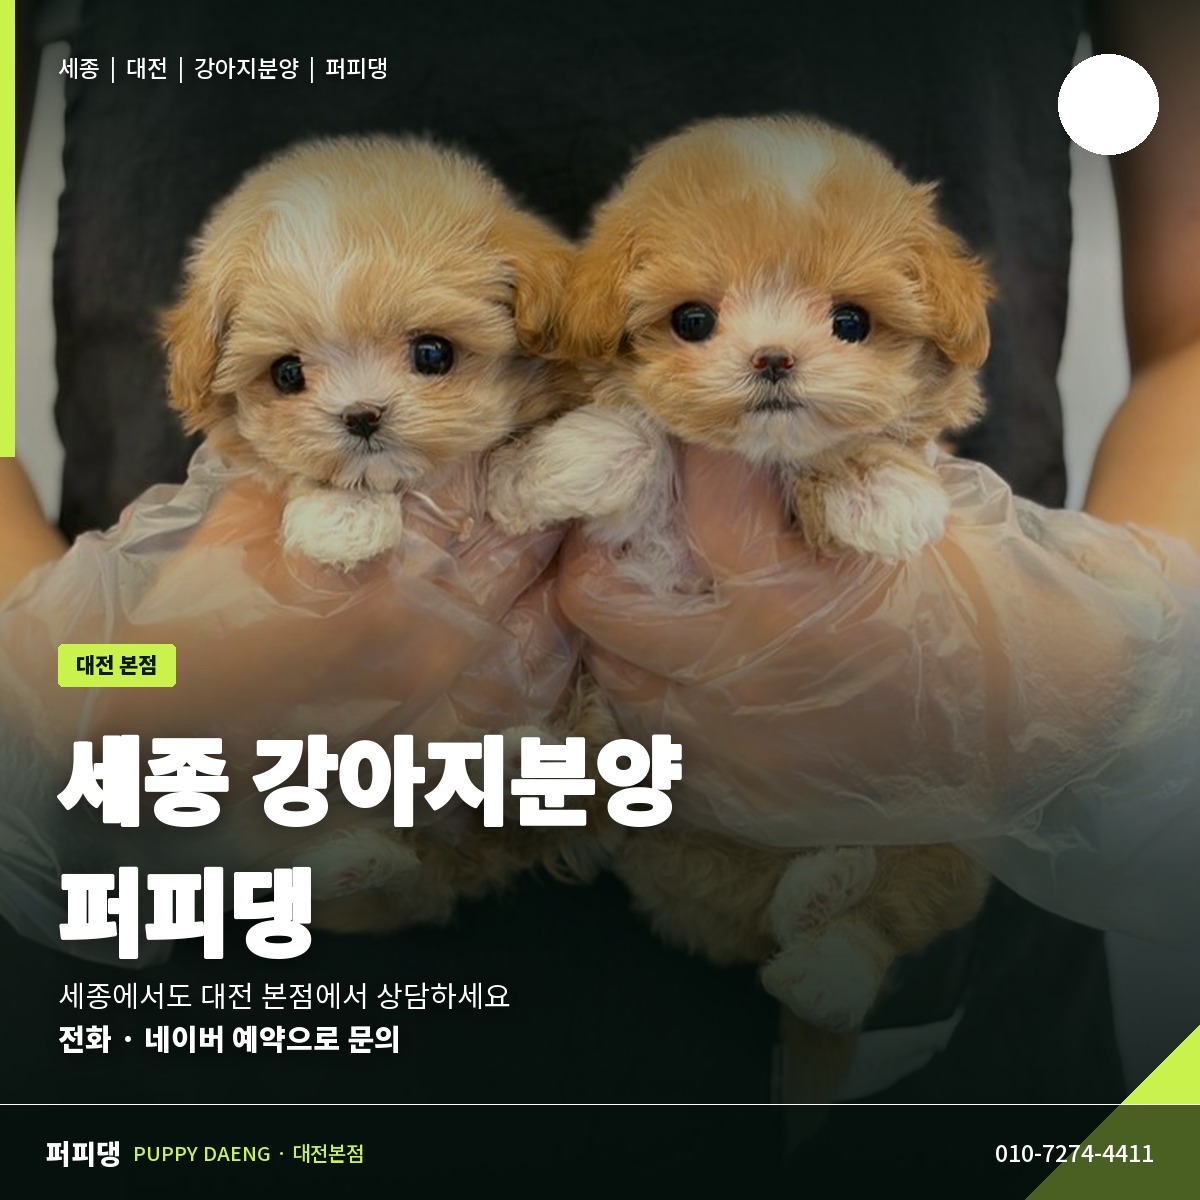 세종 | 대전 | 강아지분양 | 퍼피댕
대전 본점
세종 강아지분양
퍼피댕
세종에서도 대전 본점에서 상담하세요
전화 · 네이버 예약으로 문의
퍼피댕 PUPPY DAENG · 대전본점
010-7274-4411